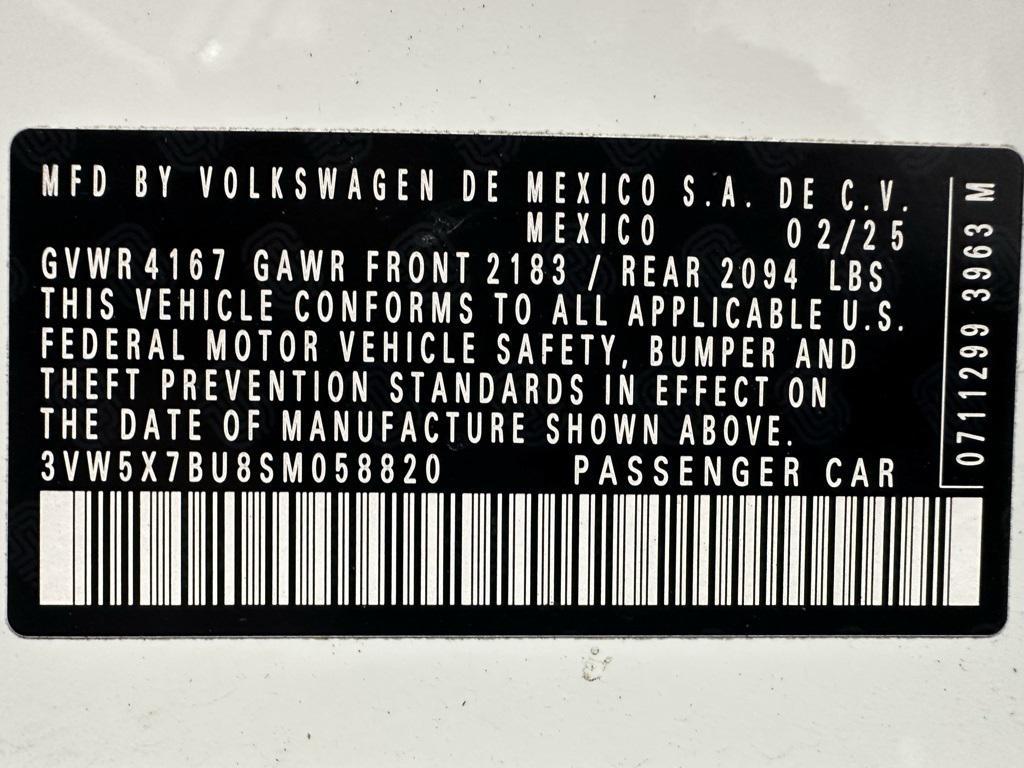 MFD BY VOLKSWAGEN DE MEXICO S.A. DE C.V.
MEXICO 02/25
GVWR 4167 GAWR FRONT 2183 / REAR 2094 LBS
THIS VEHICLE CONFORMS TO ALL APPLICABLE U.S.
FEDERAL MOTOR VEHICLE SAFETY, BUMPER AND
THEFT PREVENTION STANDARDS IN EFFECT ON
THE DATE OF MANUFACTURE SHOWN ABOVE.
3VW5X7BU8SM058820 PASSENGER CAR
07112993963 M